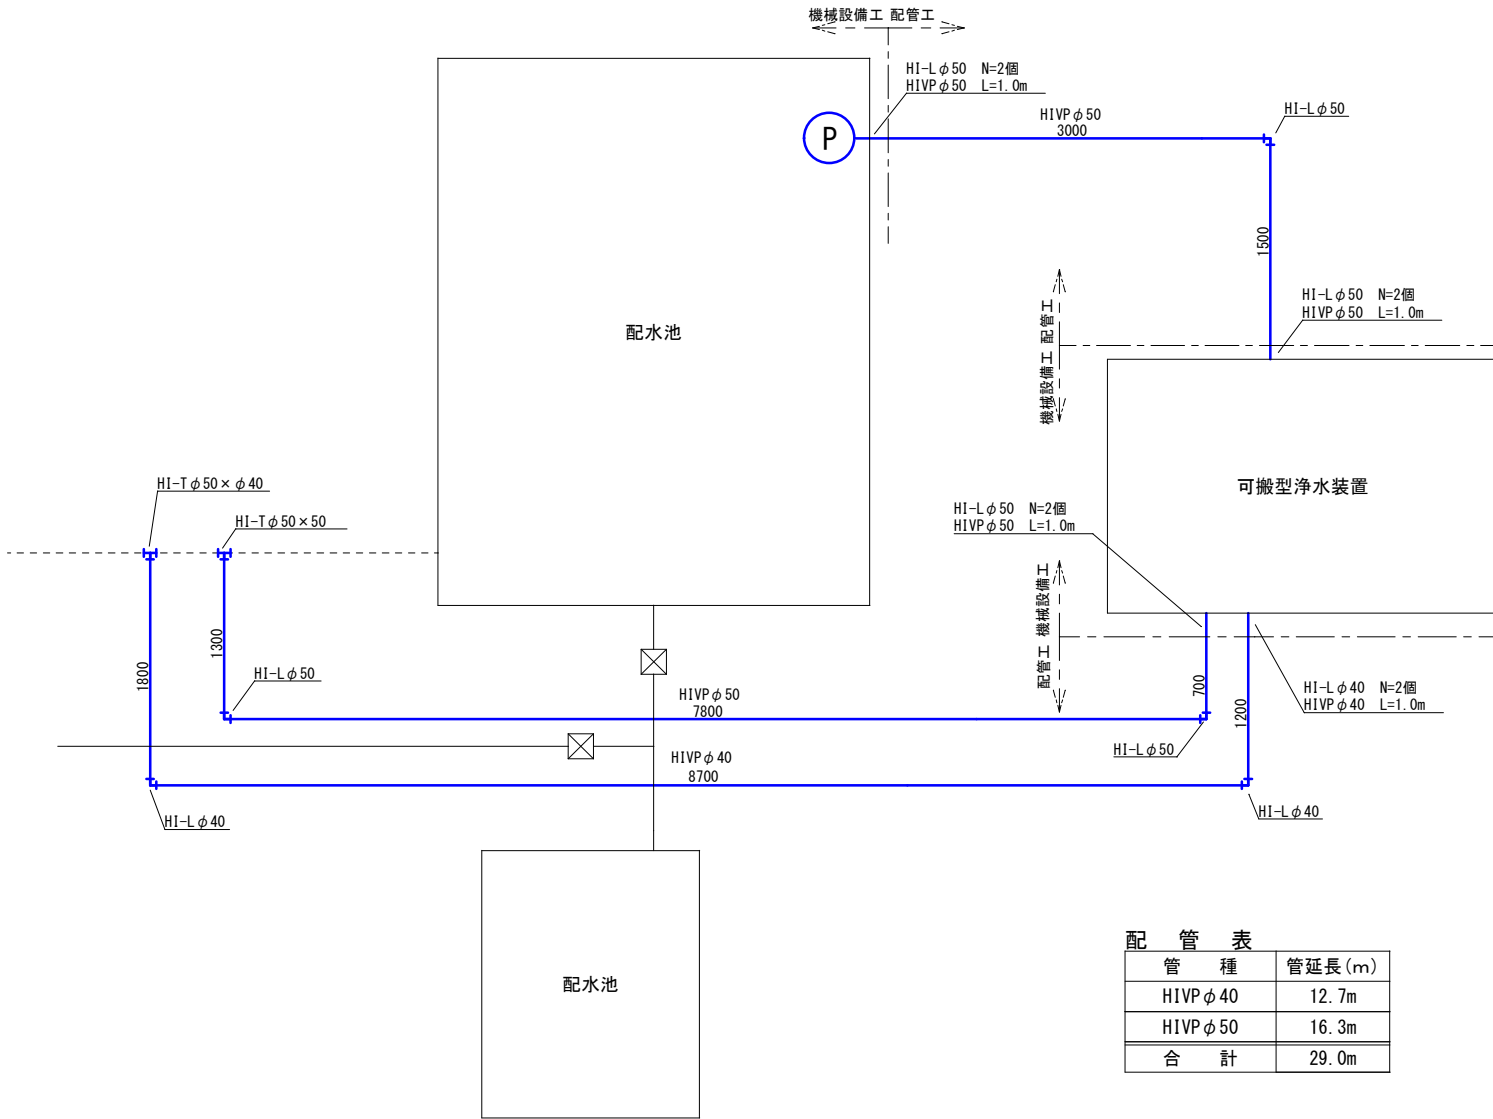 機械設備工 配管工
HI-Lφ50 N=2個
HIVPφ50 L=1.0m
HIVPφ50
3000
HI-Lφ50
P
1500
HI-Lφ50 N=2個
HIVPφ50 L=1.0m
機械設備工 配管工
配水池
可搬型浄水装置
HI-Tφ50×φ40
HI-Tφ50×50
HI-Lφ50 N=2個
HIVPφ50 L=1.0m
配管工 機械設備工
1800
1300
HI-Lφ50
HIVPφ50
7800
700
1200
HI-Lφ40 N=2個
HIVPφ40 L=1.0m
HI-Lφ50
HIVPφ40
8700
HI-Lφ40
HI-Lφ40
配水池
配 管 表
管 種 管延長(m)
HIVPφ40 12.7m
HIVPφ50 16.3m
合 計 29.0m